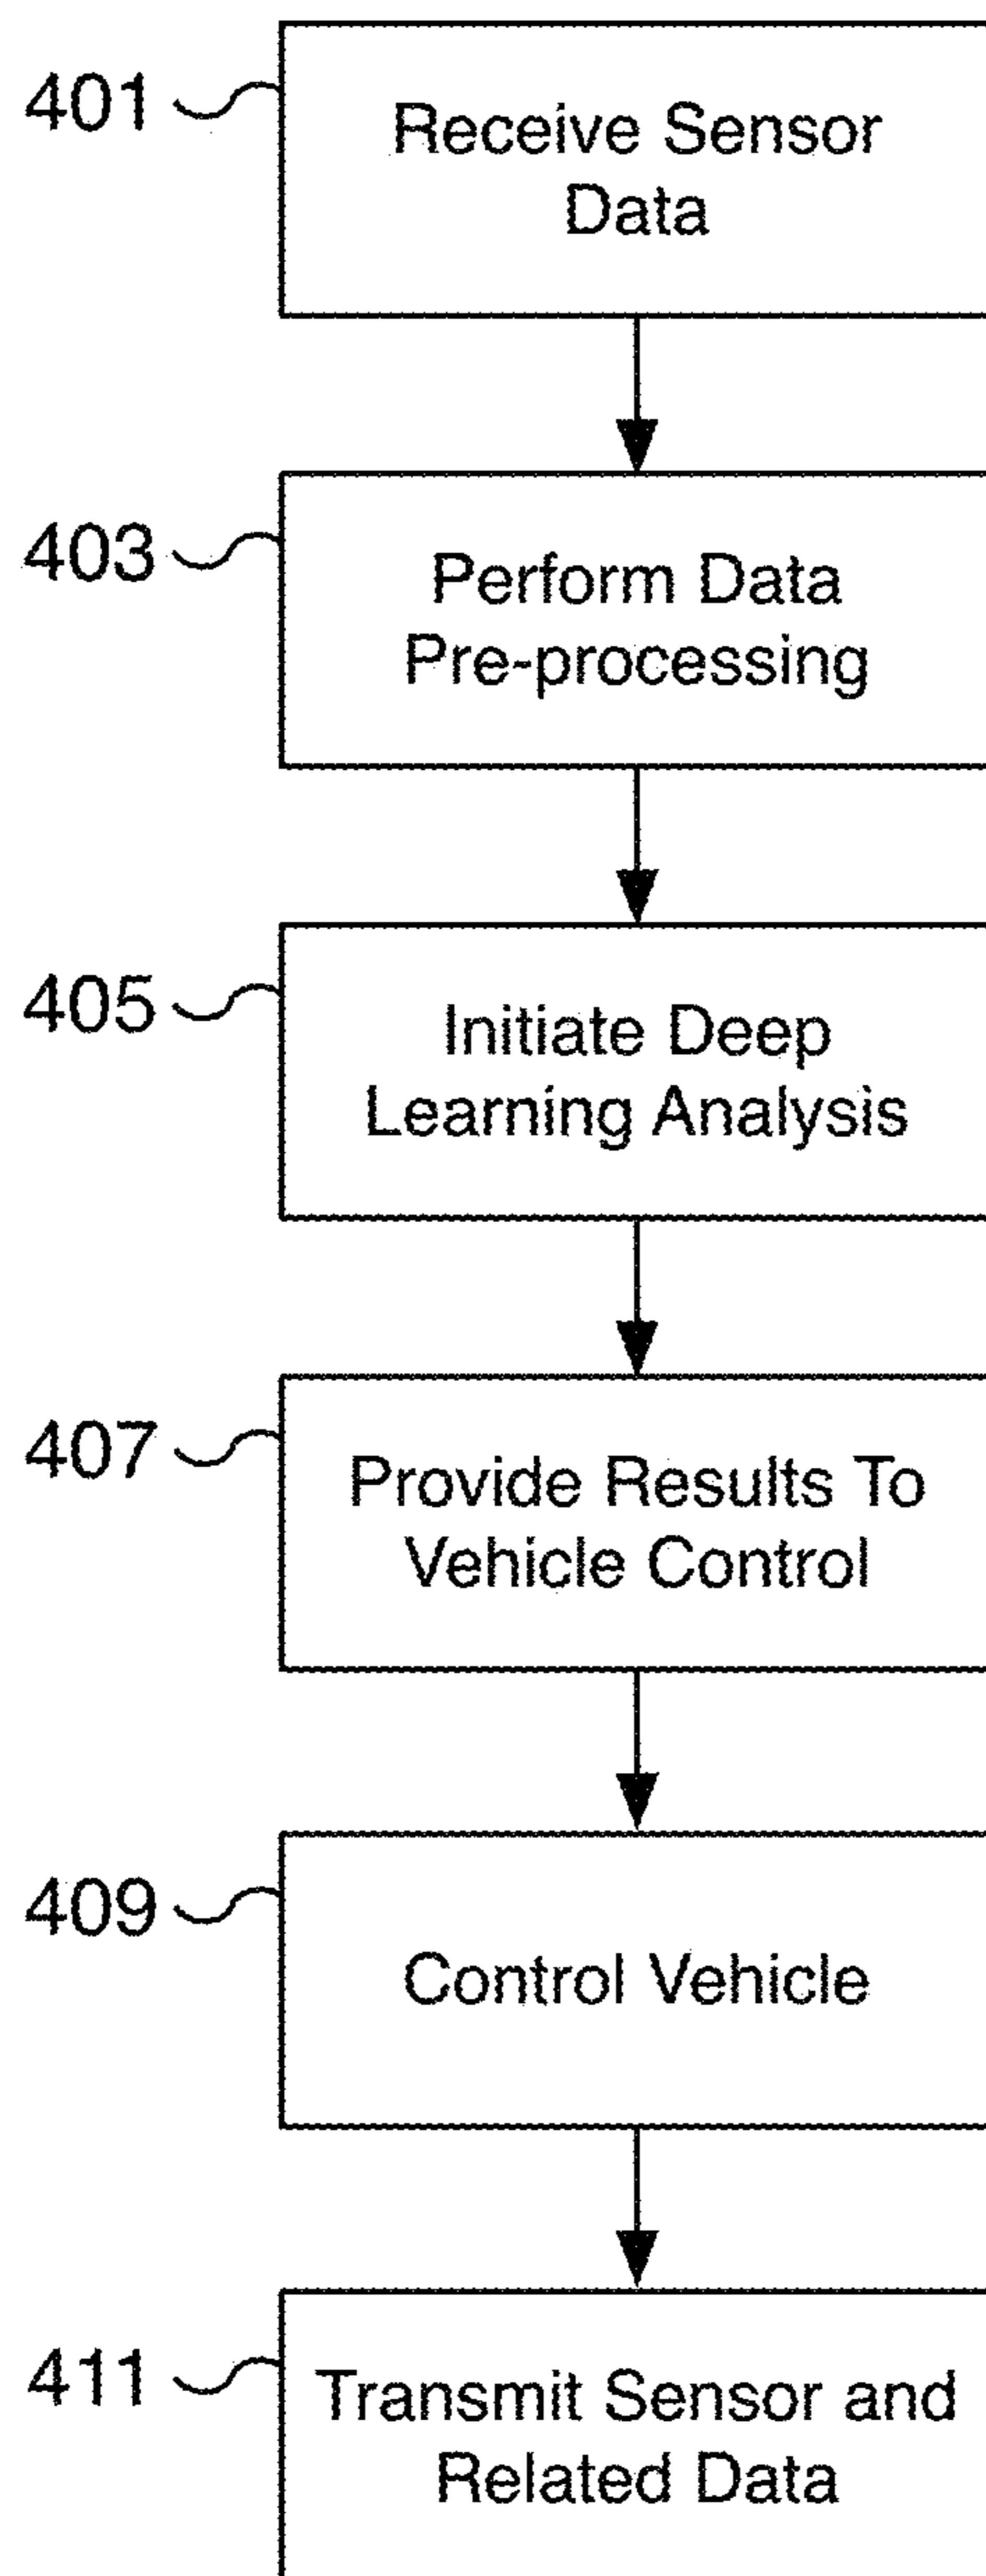 401
Receive Sensor
Data
403
Perform Data
Pre-processing
405
Initiate Deep
Learning Analysis
407
Provide Results To
Vehicle Control
409
Control Vehicle
411
Transmit Sensor and
Related Data